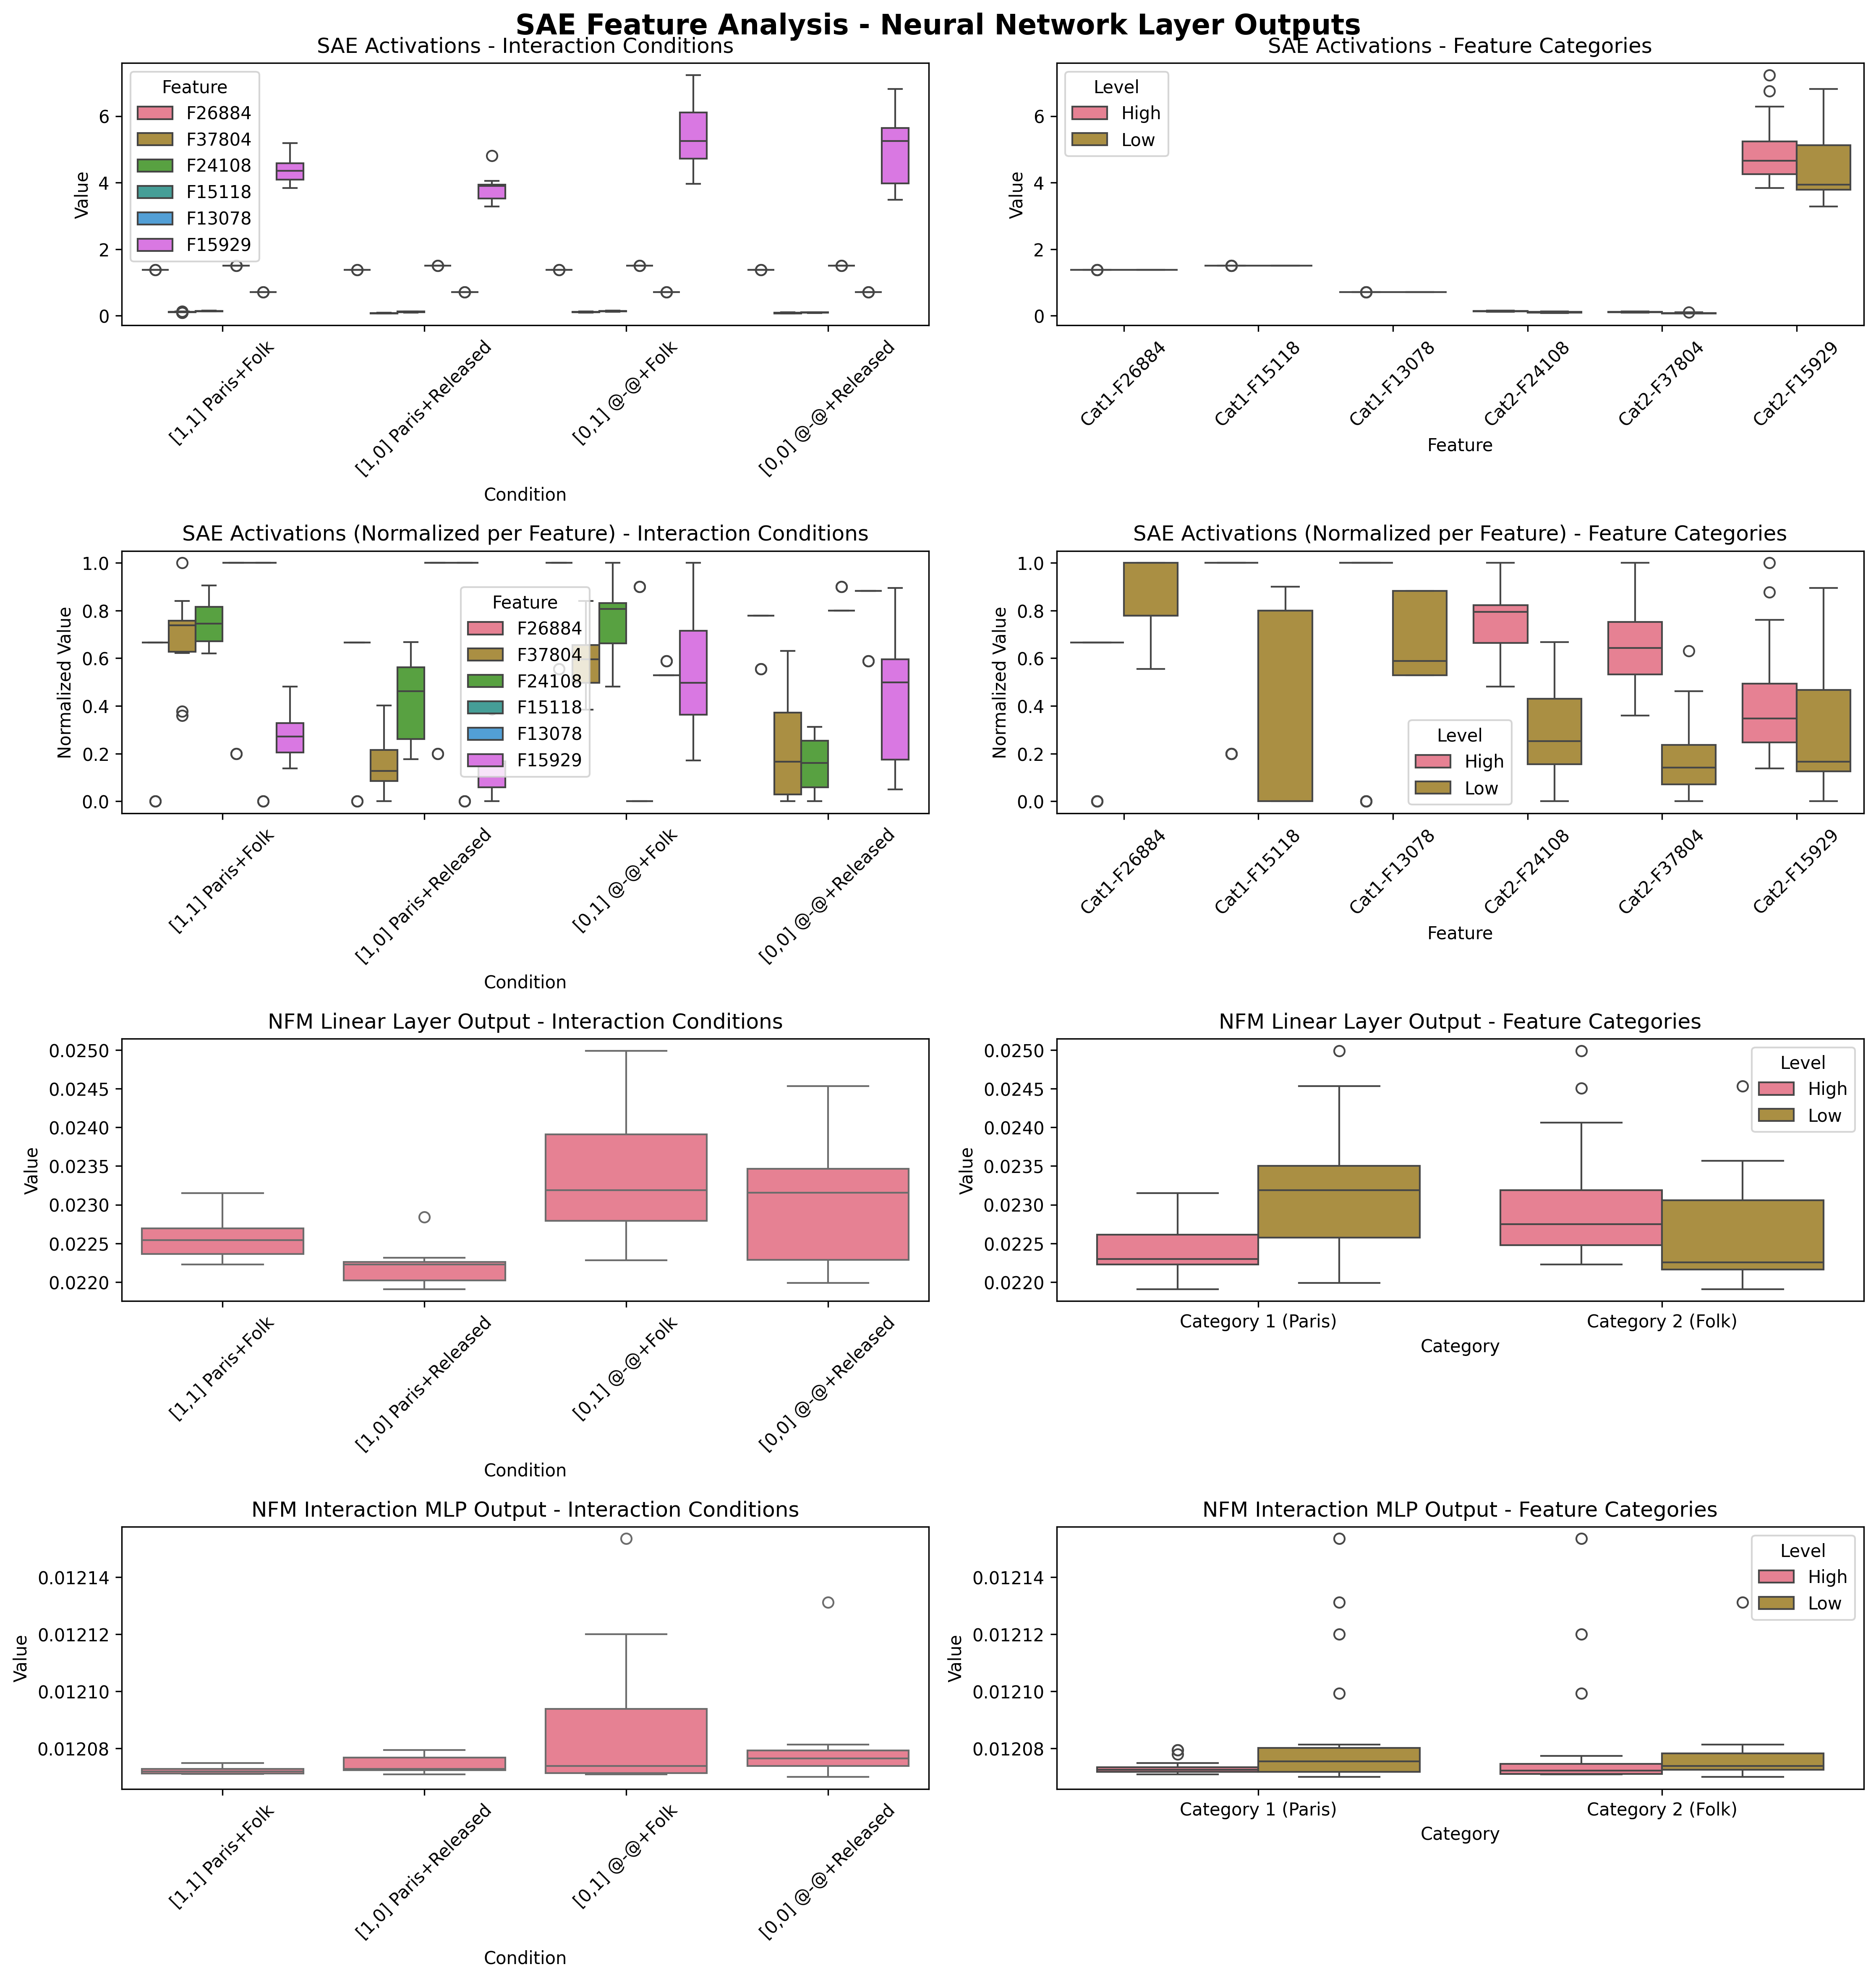 SAE Feature Analysis - Neural Network Layer Outputs
SAE Activations - Interaction Conditions
Value
6
4
2
0
Feature
F26884
F37804
F24108
F15118
F13078
F15929
[1,1] Paris+Folk
[1,0] Paris+Released
[0,1] @-@+Folk
[0,0] @-@+Released
Condition
SAE Activations - Feature Categories
Value
6
4
2
0
Level
High
Low
Cat1-F26884
Cat1-F15118
Cat1-F13078
Cat2-F24108
Cat2-F37804
Cat2-F15929
Feature
SAE Activations (Normalized per Feature) - Interaction Conditions
Normalized Value
1.0
0.8
0.6
0.4
0.2
0.0
Feature
F26884
F37804
F24108
F15118
F13078
F15929
[1,1] Paris+Folk
[1,0] Paris+Released
[0,1] @-@+Folk
[0,0] @-@+Released
Condition
SAE Activations (Normalized per Feature) - Feature Categories
Normalized Value
1.0
0.8
0.6
0.4
0.2
0.0
Level
High
Low
Cat1-F26884
Cat1-F15118
Cat1-F13078
Cat2-F24108
Cat2-F37804
Cat2-F15929
Feature
NFM Linear Layer Output - Interaction Conditions
Value
0.0250
0.0245
0.0240
0.0235
0.0230
0.0225
0.0220
[1,1] Paris+Folk
[1,0] Paris+Released
[0,1] @-@+Folk
[0,0] @-@+Released
Condition
NFM Linear Layer Output - Feature Categories
Value
0.0250
0.0245
0.0240
0.0235
0.0230
0.0225
0.0220
Level
High
Low
Category 1 (Paris)
Category 2 (Folk)
Category
NFM Interaction MLP Output - Interaction Conditions
Value
0.01214
0.01212
0.01210
0.01208
[1,1] Paris+Folk
[1,0] Paris+Released
[0,1] @-@+Folk
[0,0] @-@+Released
Condition
NFM Interaction MLP Output - Feature Categories
Value
0.01214
0.01212
0.01210
0.01208
Level
High
Low
Category 1 (Paris)
Category 2 (Folk)
Category